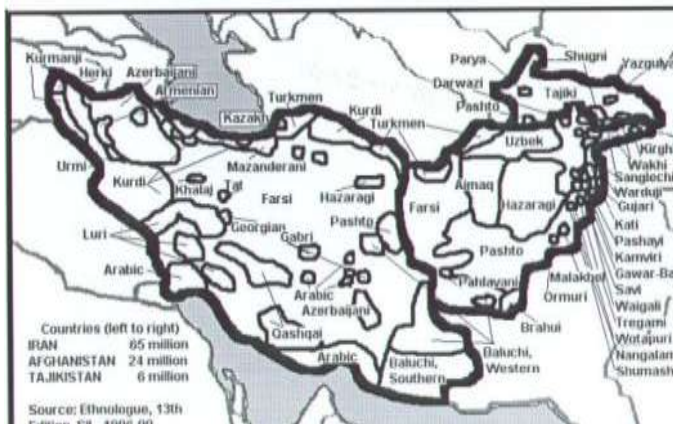 Kurmanji
Herki
Azerbaijani
Armenian
Kazakh
Turkmen
Kurdi
Turkmen
Parya
Shugni
Yazgulya
Darwazi
Tajiki
Pashto
Uzbek
Urmi
Kurdi
Mazanderani
Khalaj
Tat
Farsi
Hazaragi
Georgian
Luri
Gabri
Pashto
Arabic
Arabic
Azerbaijani
Qashqai
Arabic
Baluchi,
Southern
Baluchi,
Western
Farsi
Aimaq
Hazaragi
Pashto
Pahlavani
Brahui
Malakhel
Ormuri
Kirgh
Wakhi
Sanglechi
Warduji
Gujari
Kati
Pashayi
Kamviri
Gawar-Ba
Savi
Waigali
Tregami
Wotapuri
Nangalam
Shumash
Countries (left to right)
IRAN 65 million
AFGHANISTAN 24 million
TAJIKISTAN 6 million
Source: Ethnologue, 13th